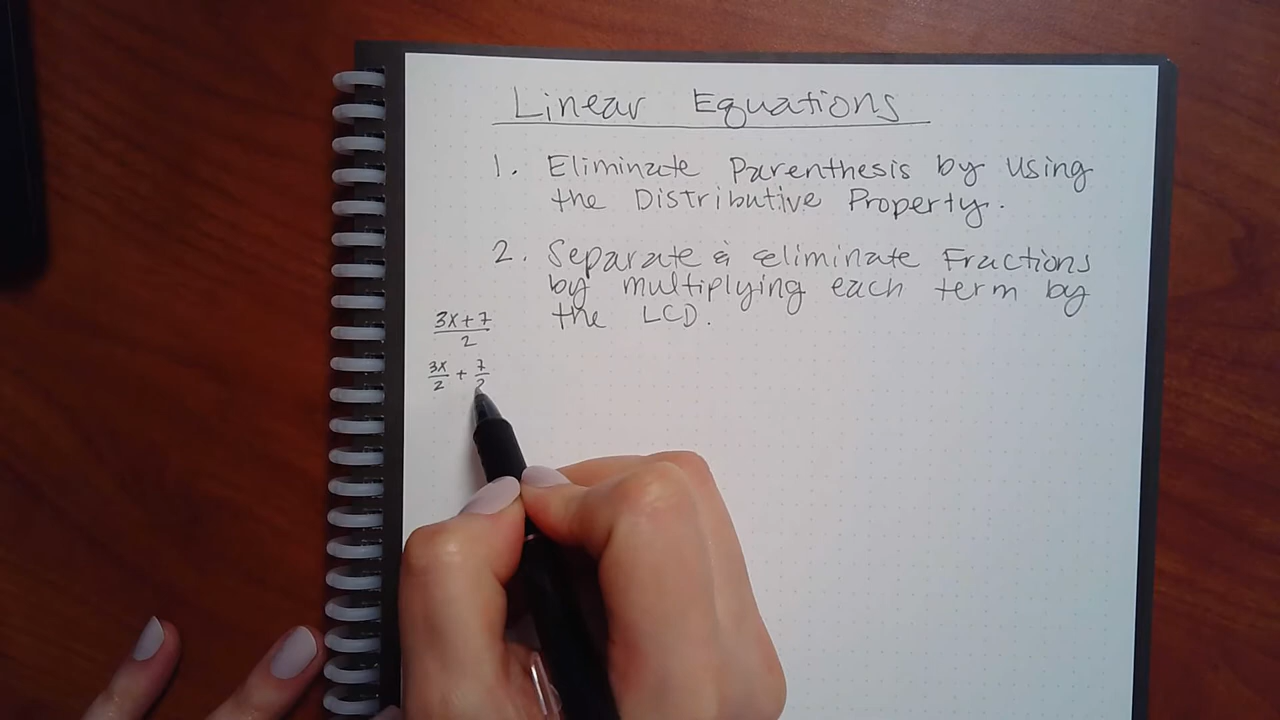 Linear Equations
1. Eliminate Parenthesis by Using
the Distributive Property.
2. Separate & eliminate Fractions
by multiplying each term by
the LCD.
3x+7
2
3x/2 + 7/2